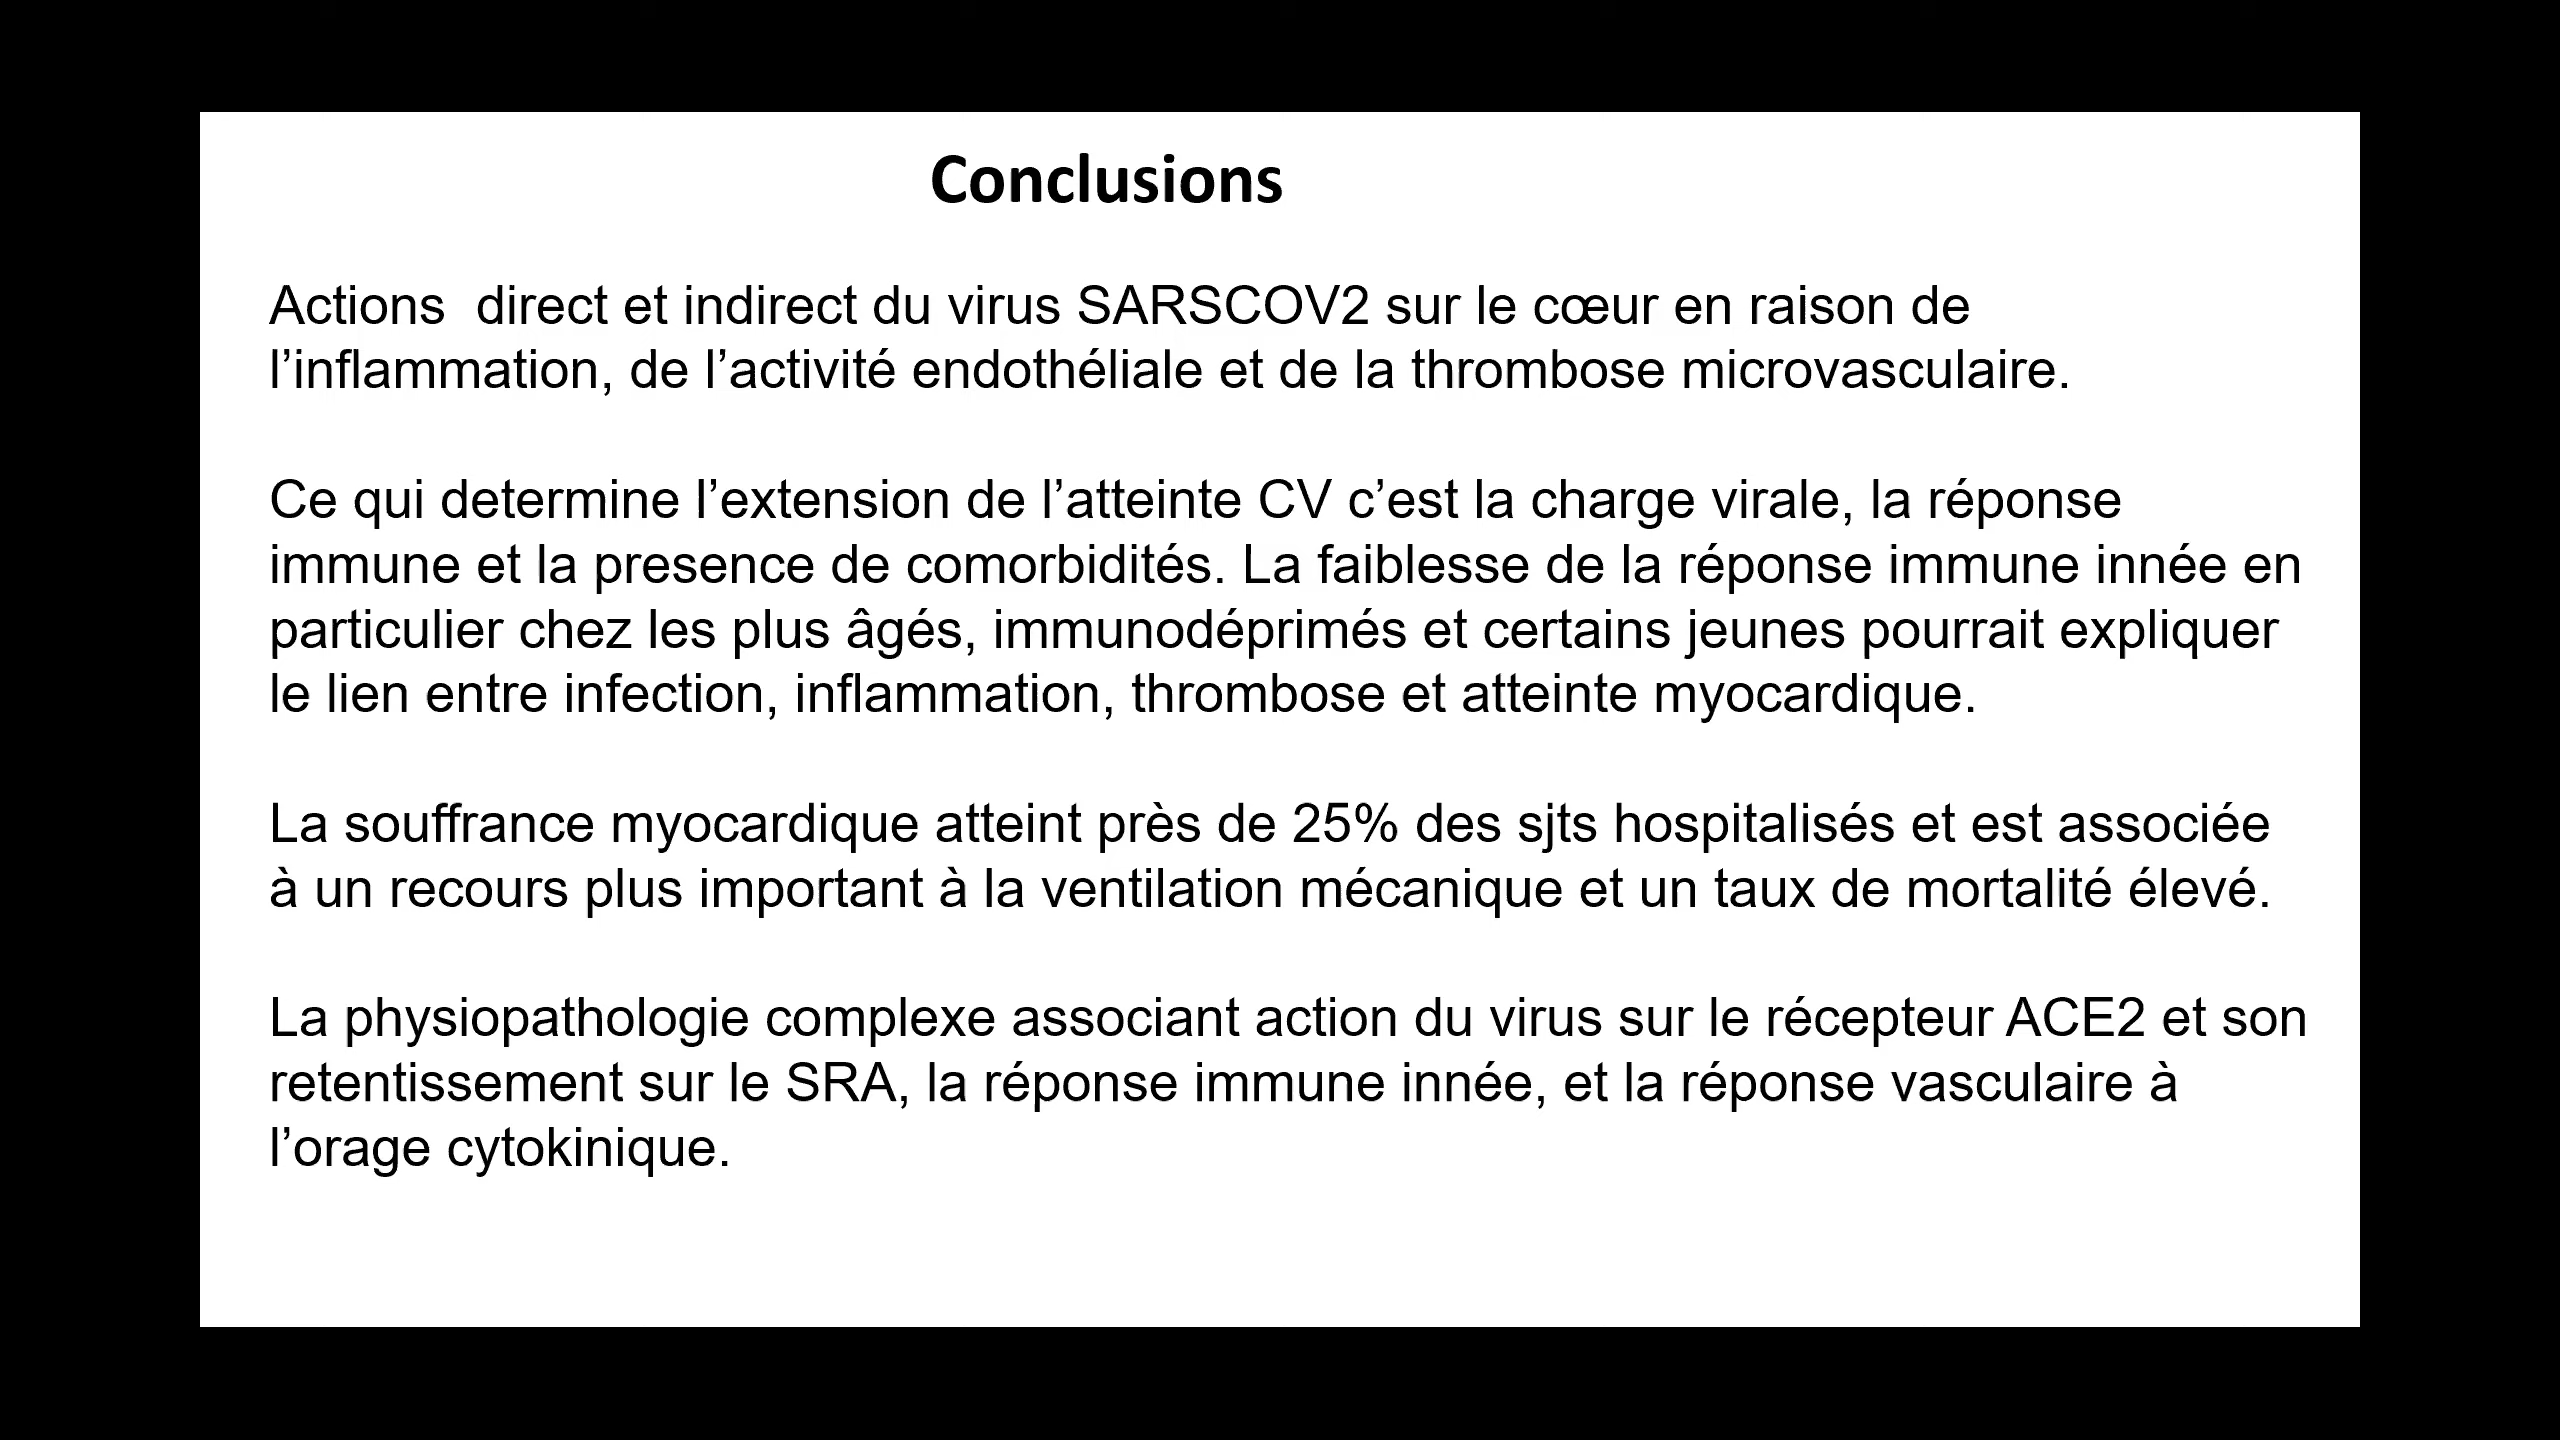 Conclusions
Actions  direct et indirect du virus SARSCOV2 sur le cœur en raison de
l’inflammation, de l’activité endothéliale et de la thrombose microvasculaire.
Ce qui determine l’extension de l’atteinte CV c’est la charge virale, la réponse
immune et la presence de comorbidités. La faiblesse de la réponse immune innée en
particulier chez les plus âgés, immunodéprimés et certains jeunes pourrait expliquer
le lien entre infection, inflammation, thrombose et atteinte myocardique.
La souffrance myocardique atteint près de 25% des sjts hospitalisés et est associée
à un recours plus important à la ventilation mécanique et un taux de mortalité élevé.
La physiopathologie complexe associant action du virus sur le récepteur ACE2 et son
retentissement sur le SRA, la réponse immune innée, et la réponse vasculaire à
l’orage cytokinique.